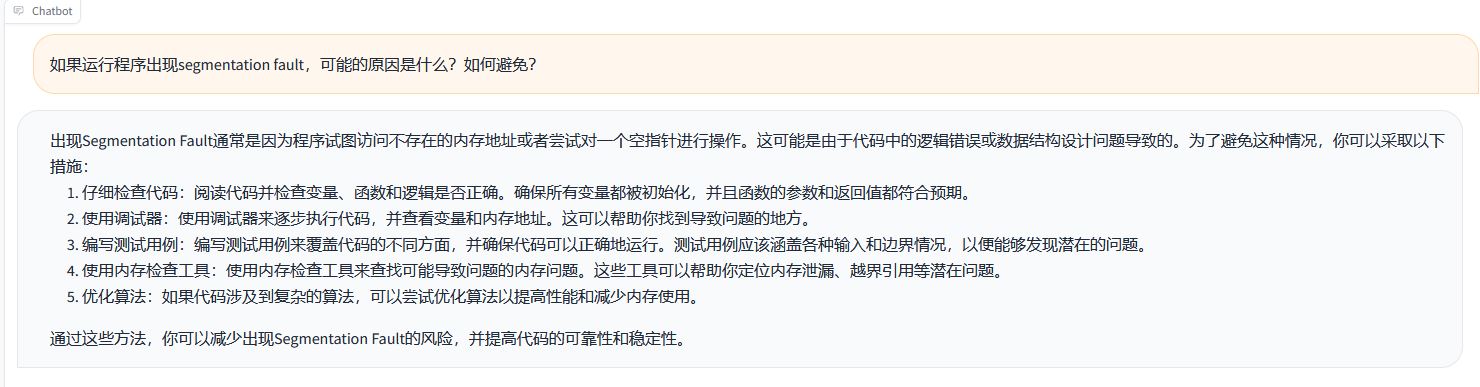 Chatbot
如果运行程序出现segmentation fault，可能的原因是什么？如何避免？
出现Segmentation Fault通常是因为程序试图访问不存在的内存地址或者尝试对一个空指针进行操作。这可能是由于代码中的逻辑错误或数据结构设计问题导致的。为了避免这种情况，你可以采取以下
措施：
1. 仔细检查代码：阅读代码并检查变量、函数和逻辑是否正确。确保所有变量都被初始化，并且函数的参数和返回值都符合预期。
2. 使用调试器：使用调试器来逐步执行代码，并查看变量和内存地址。这可以帮助你找到导致问题的地方。
3. 编写测试用例：编写测试用例来覆盖代码的不同方面，并确保代码可以正确地运行。测试用例应该涵盖各种输入和边界情况，以便能够发现潜在的问题。
4. 使用内存检查工具：使用内存检查工具来查找可能导致问题的内存问题。这些工具可以帮助你定位内存泄漏、越界引用等潜在问题。
5. 优化算法：如果代码涉及到复杂的算法，可以尝试优化算法以提高性能和减少内存使用。
通过这些方法，你可以减少出现Segmentation Fault的风险，并提高代码的可靠性和稳定性。